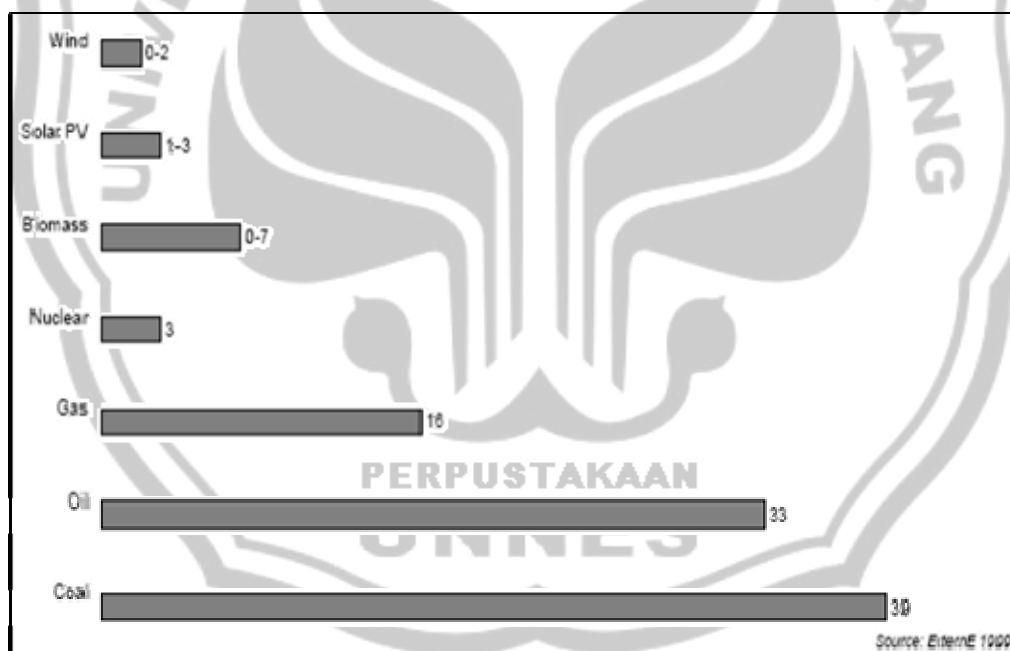 Wind
0-2
Solar PV
1-3
Biomass
0-7
Nuclear
3
Gas
16
Oil
33
Coal
39
PERPUSTAKAAN
UNNES
RANG
Source: ExternE 1999